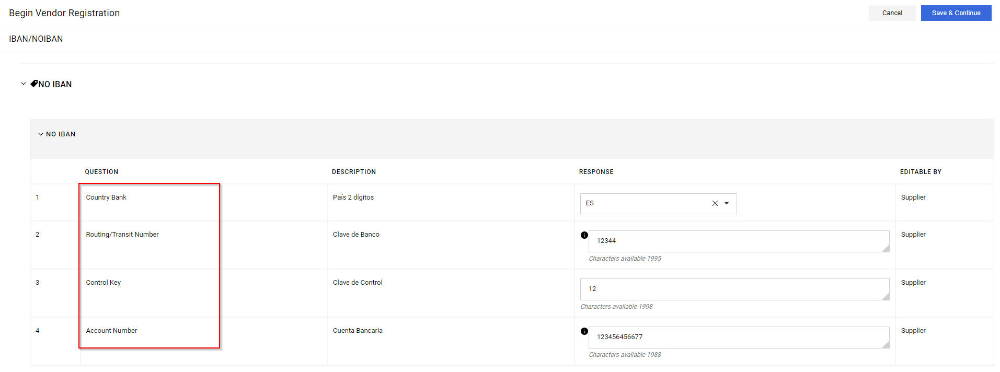 Begin Vendor Registration
Cancel
Save & Continue
IBAN/NOIBAN
NO IBAN
NO IBAN
QUESTION DESCRIPTION RESPONSE EDITABLE BY
1 Country Bank País 2 dígitos ES Supplier
2 Routing/Transit Number Clave de Banco 12344 Supplier
Characters available 1995
3 Control Key Clave de Control 12 Supplier
Characters available 1998
4 Account Number Cuenta Bancaria 123456456677 Supplier
Characters available 1988